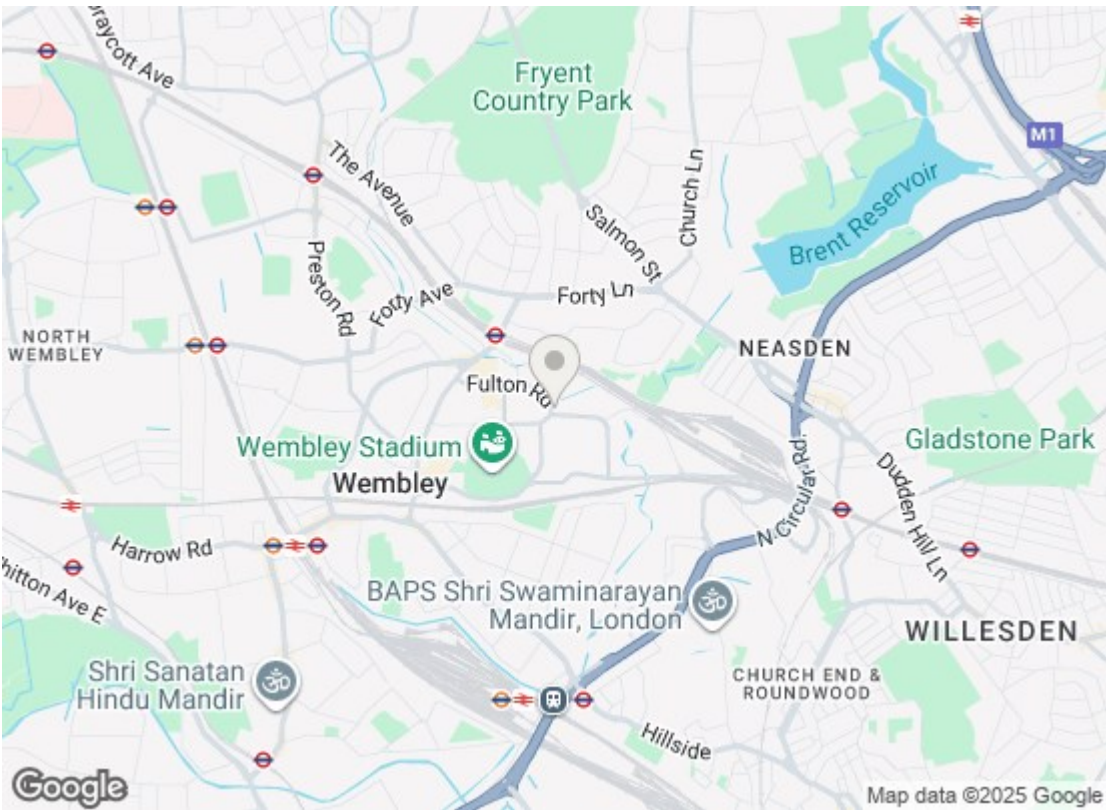 Draycott Ave
Fryent
Country Park
M1
The Avenue
Church Ln
Brent Reservoir
Salmon St
Preston Rd
Forty Ave
Forty Ln
NORTH
WEMBLEY
NEASDEN
Fulton Rd
Wembley Stadium
Wembley
Gladstone Park
N Circular Rd.
Dudden Hill Ln
Harrow Rd
hitton Ave E
BAPS Shri Swaminarayan
Mandir, London
WILLESDEN
Shri Sanatan
Hindu Mandir
CHURCH END &
ROUNDWOOD
Hillside
Google
Map data ©2025 Google